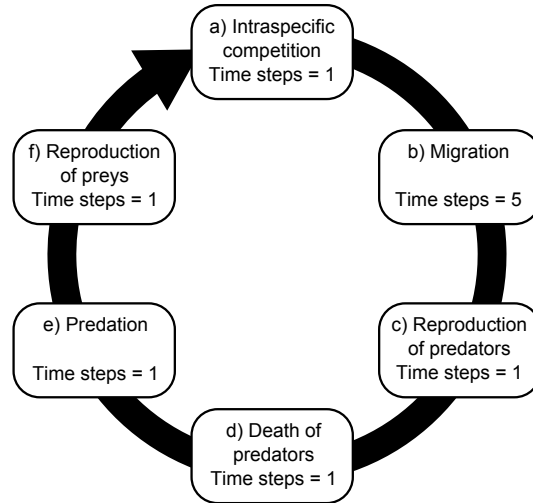 a) Intraspecific
competition
Time steps = 1
b) Migration
Time steps = 5
c) Reproduction
of predators
Time steps = 1
d) Death of
predators
Time steps = 1
e) Predation
Time steps = 1
f) Reproduction
of preys
Time steps = 1